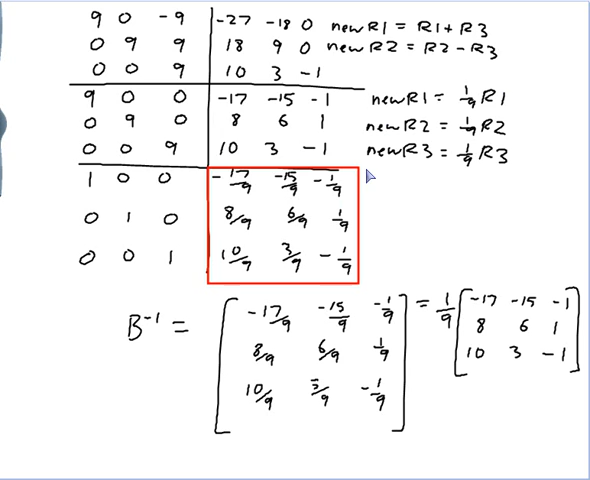 9 0 -9 | -27 -18 0 newR1 = R1+R3
0 9 9 | 18 9 0 newR2 = R2-R3
0 0 9 | 10 3 -1
9 0 0 | -17 -15 -1 newR1 = 1/9 R1
0 9 0 | 8 6 1 newR2 = 1/9 R2
0 0 9 | 10 3 -1 newR3 = 1/9 R3
1 0 0 | -17/9 -15/9 -1/9
0 1 0 | 8/9 6/9 1/9
0 0 1 | 10/9 3/9 -1/9
B⁻¹ = [ -17/9 -15/9 -1/9 ] = 1/9 [ -17 -15 -1 ]
[ 8/9 6/9 1/9 ] [ 8 6 1 ]
[ 10/9 3/9 -1/9 ] [ 10 3 -1 ]